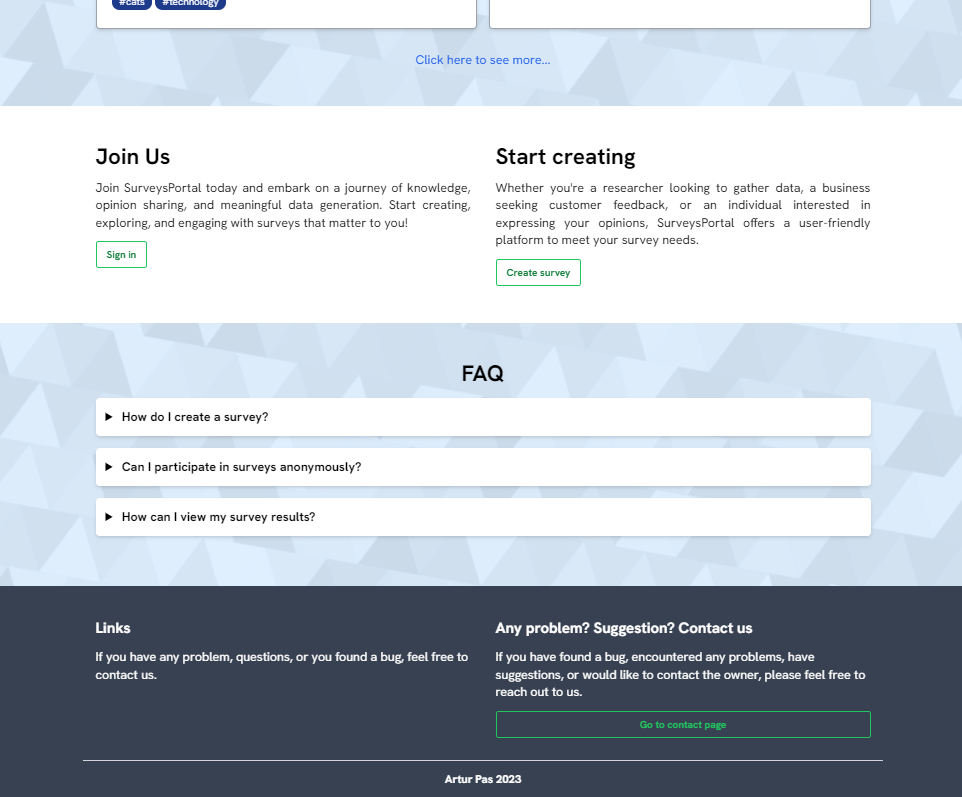 #cats #technology
Click here to see more...
Join Us
Join SurveysPortal today and embark on a journey of knowledge,
opinion sharing, and meaningful data generation. Start creating,
exploring, and engaging with surveys that matter to you!
Sign in
Start creating
Whether you're a researcher looking to gather data, a business
seeking customer feedback, or an individual interested in
expressing your opinions, SurveysPortal offers a user-friendly
platform to meet your survey needs.
Create survey
FAQ
How do I create a survey?
Can I participate in surveys anonymously?
How can I view my survey results?
Links
If you have any problem, questions, or you found a bug, feel free to
contact us.
Any problem? Suggestion? Contact us
If you have found a bug, encountered any problems, have
suggestions, or would like to contact the owner, please feel free to
reach out to us.
Go to contact page
Artur Pas 2023